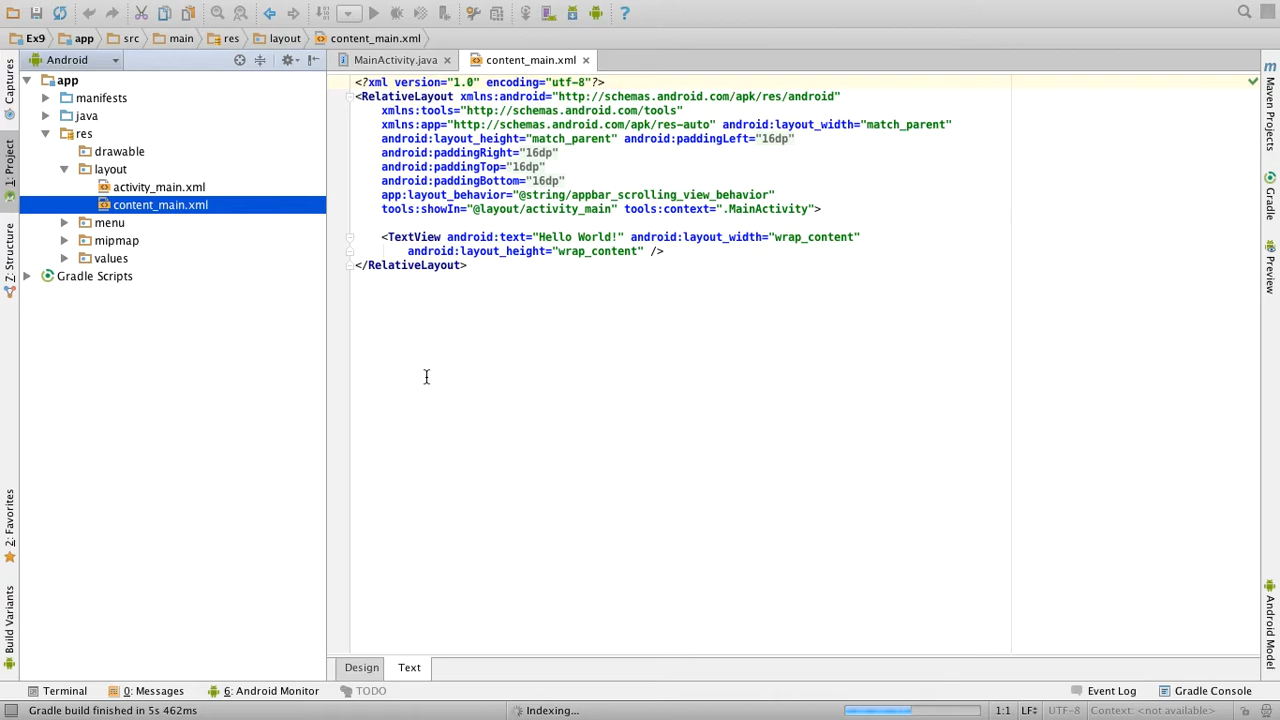 Ex9 app src main res layout content_main.xml
Android
MainActivity.java content_main.xml
app
manifests
java
res
drawable
layout
activity_main.xml
content_main.xml
menu
mipmap
values
Gradle Scripts
<?xml version="1.0" encoding="utf-8"?>
<RelativeLayout xmlns:android="http://schemas.android.com/apk/res/android"
xmlns:tools="http://schemas.android.com/tools"
xmlns:app="http://schemas.android.com/apk/res-auto" android:layout_width="match_parent"
android:layout_height="match_parent" android:paddingLeft="16dp"
android:paddingRight="16dp"
android:paddingTop="16dp"
android:paddingBottom="16dp"
app:layout_behavior="@string/appbar_scrolling_view_behavior"
tools:showIn="@layout/activity_main" tools:context=".MainActivity">
<TextView android:text="Hello World!" android:layout_width="wrap_content"
android:layout_height="wrap_content" />
</RelativeLayout>
Captures
1: Project
7: Structure
2: Favorites
Build Variants
m
Maven Projects
Gradle
Preview
Android Model
Design Text
Terminal 0: Messages 6: Android Monitor TODO Event Log Gradle Console
Gradle build finished in 5s 462ms Indexing... 1:1 LF UTF-8 Context: <not available>